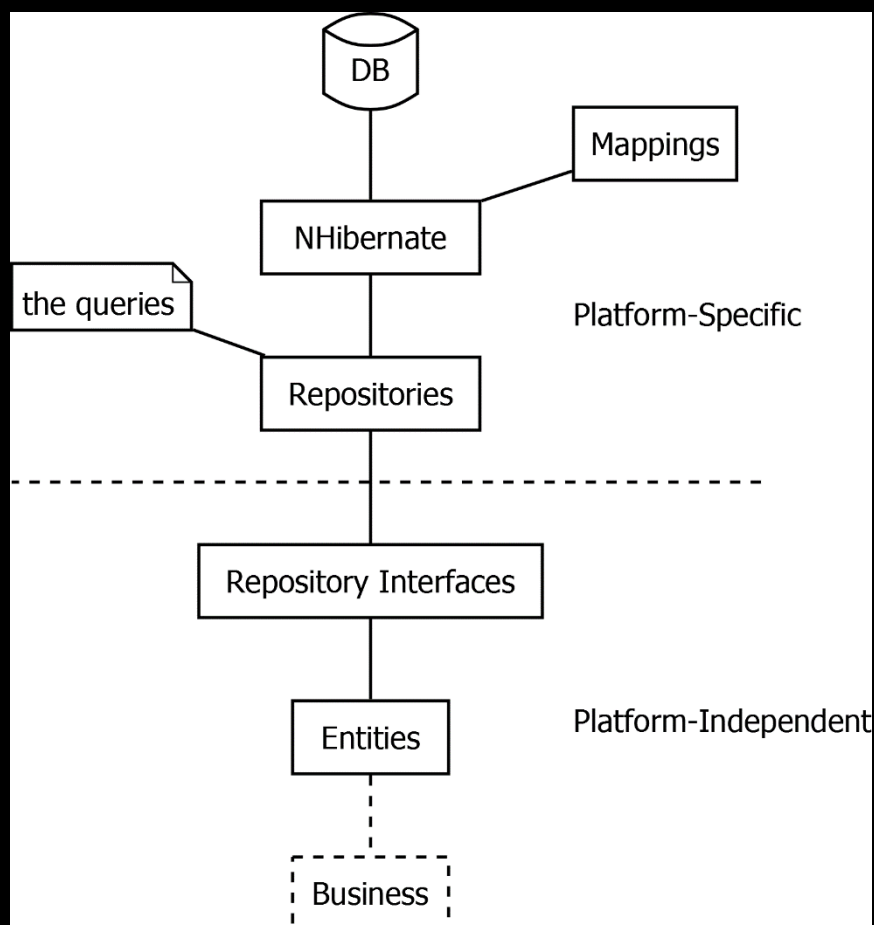 DB
Mappings
NHibernate
the queries
Platform-Specific
Repositories
Repository Interfaces
Platform-Independent
Entities
Business